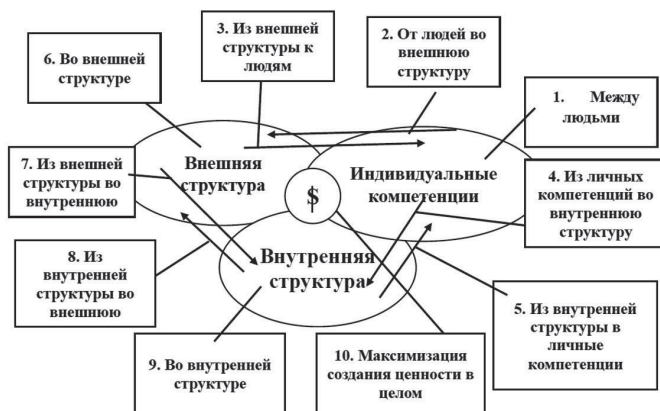 3. Из внешней
структуры к
людям
2. От людей во
внешнюю
структуру
6. Во внешней
структуре
1. Между
людьми
7. Из внешней
структуры во
внутреннюю
Внешняя
структура
Индивидуальные
компетенции
4. Из личных
компетенций во
внутреннюю
структуру
$
8. Из
внутренней
структуры во
внешнюю
Внутренняя
структура
5. Из внутренней
структуры в
личные
компетенции
9. Во внутренней
структуре
10. Максимизация
создания ценности в
целом